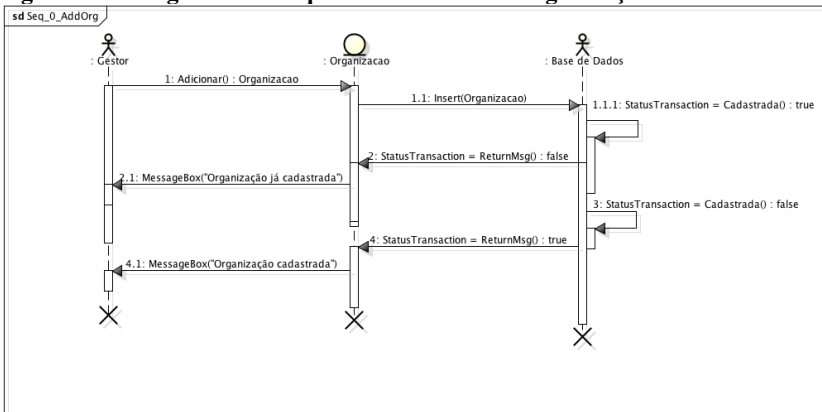 sd Seq_0_AddOrg
: Gestor
: Organizacao
: Base de Dados
1: Adicionar() : Organizacao
1.1: Insert(Organizacao)
1.1.1: StatusTransaction = Cadastrada() : true
2: StatusTransaction = ReturnMsg() : false
2.1: MessageBox("Organização já cadastrada")
3: StatusTransaction = Cadastrada() : false
4: StatusTransaction = ReturnMsg() : true
4.1: MessageBox("Organização cadastrada")